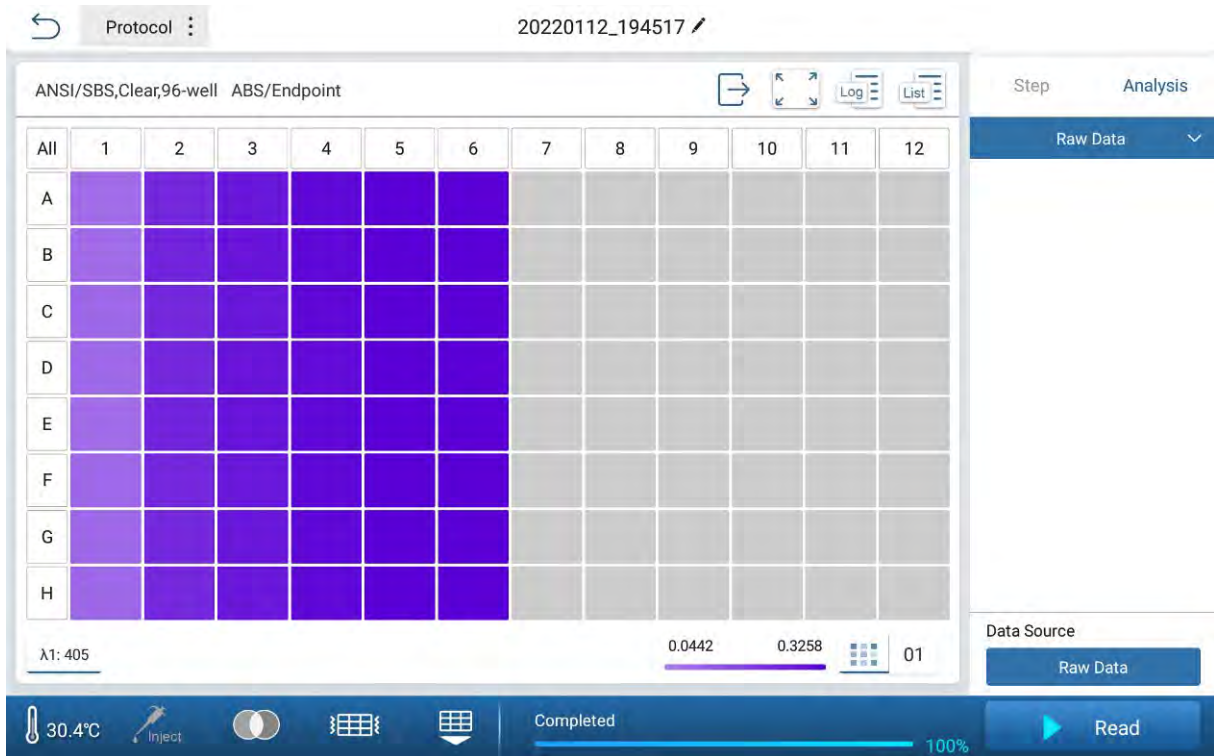 Protocol
20220112_194517
ANSI/SBS,Clear,96-well ABS/Endpoint
Log
List
Step Analysis
Raw Data
All 1 2 3 4 5 6 7 8 9 10 11 12
A
B
C
D
E
F
G
H
λ1: 405
0.0442 0.3258
01
Data Source
Raw Data
30.4℃
Inject
Completed
100%
Read